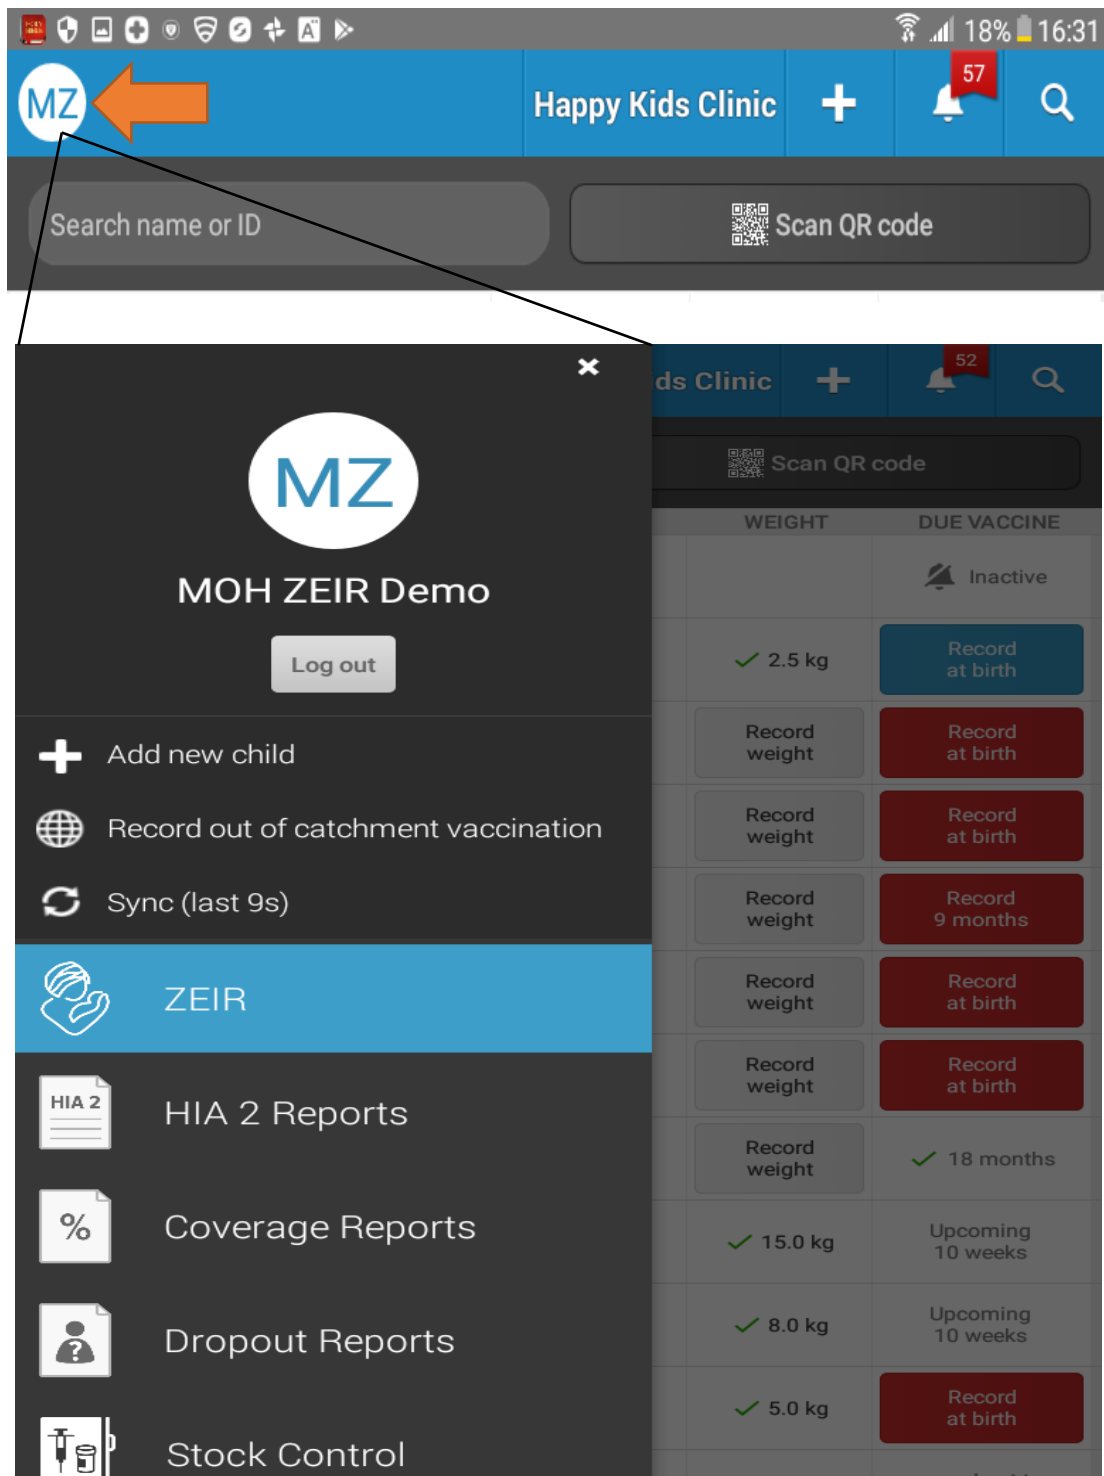 18% 16:31
MZ
Happy Kids Clinic
57
Search name or ID
Scan QR code
ds Clinic
52
MZ
Scan QR code
WEIGHT
DUE VACCINE
MOH ZEIR Demo
Inactive
Log out
2.5 kg
Record
at birth
Add new child
Record
weight
Record
at birth
Record out of catchment vaccination
Record
weight
Record
at birth
Sync (last 9s)
Record
weight
Record
9 months
ZEIR
Record
weight
Record
at birth
HIA 2
HIA 2 Reports
Record
weight
Record
at birth
Record
weight
18 months
%
Coverage Reports
15.0 kg
Upcoming
10 weeks
?
Dropout Reports
8.0 kg
Upcoming
10 weeks
5.0 kg
Record
at birth
Stock Control